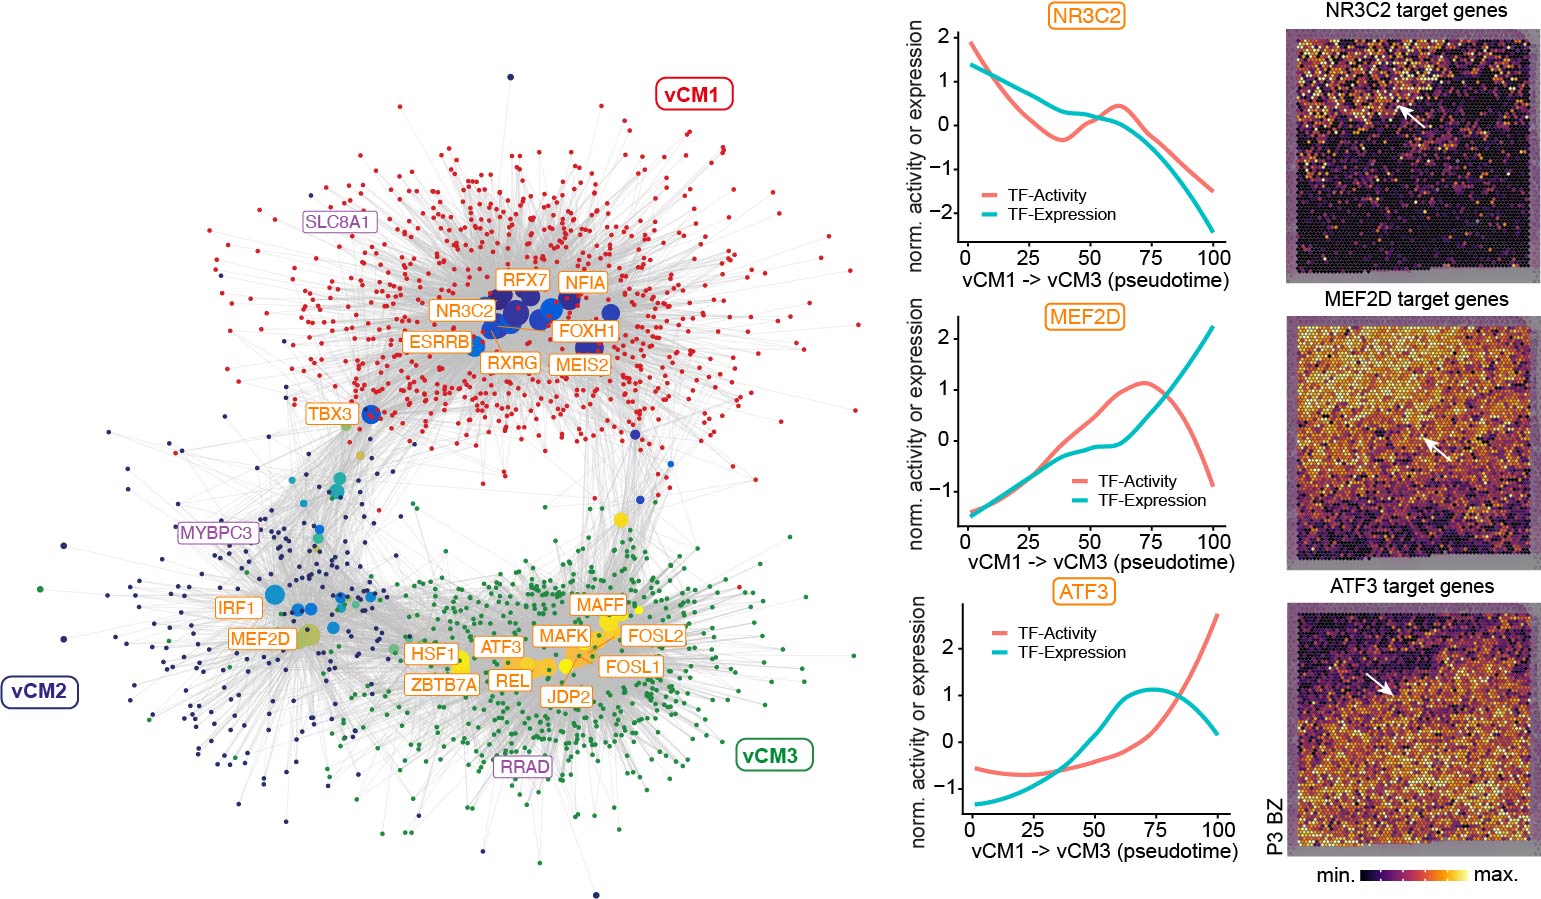 vCM1
SLC8A1
RFX7
NFIA
NR3C2
FOXH1
ESRRB
RXRG
MEIS2
TBX3
MYBPC3
IRF1
MEF2D
vCM2
MAFF
MAFK
FOSL2
HSF1
ATF3
FOSL1
ZBTB7A
REL
JDP2
vCM3
RRAD
NR3C2
norm. activity or expression
2
1
0
−1
−2
TF-Activity
TF-Expression
0 25 50 75 100
vCM1 -> vCM3 (pseudotime)
NR3C2 target genes
MEF2D
norm. activity or expression
2
1
0
−1
TF-Activity
TF-Expression
0 25 50 75 100
vCM1 -> vCM3 (pseudotime)
MEF2D target genes
ATF3
norm. activity or expression
2
1
0
−1
TF-Activity
TF-Expression
0 25 50 75 100
vCM1 -> vCM3 (pseudotime)
ATF3 target genes
P3 BZ
min. max.